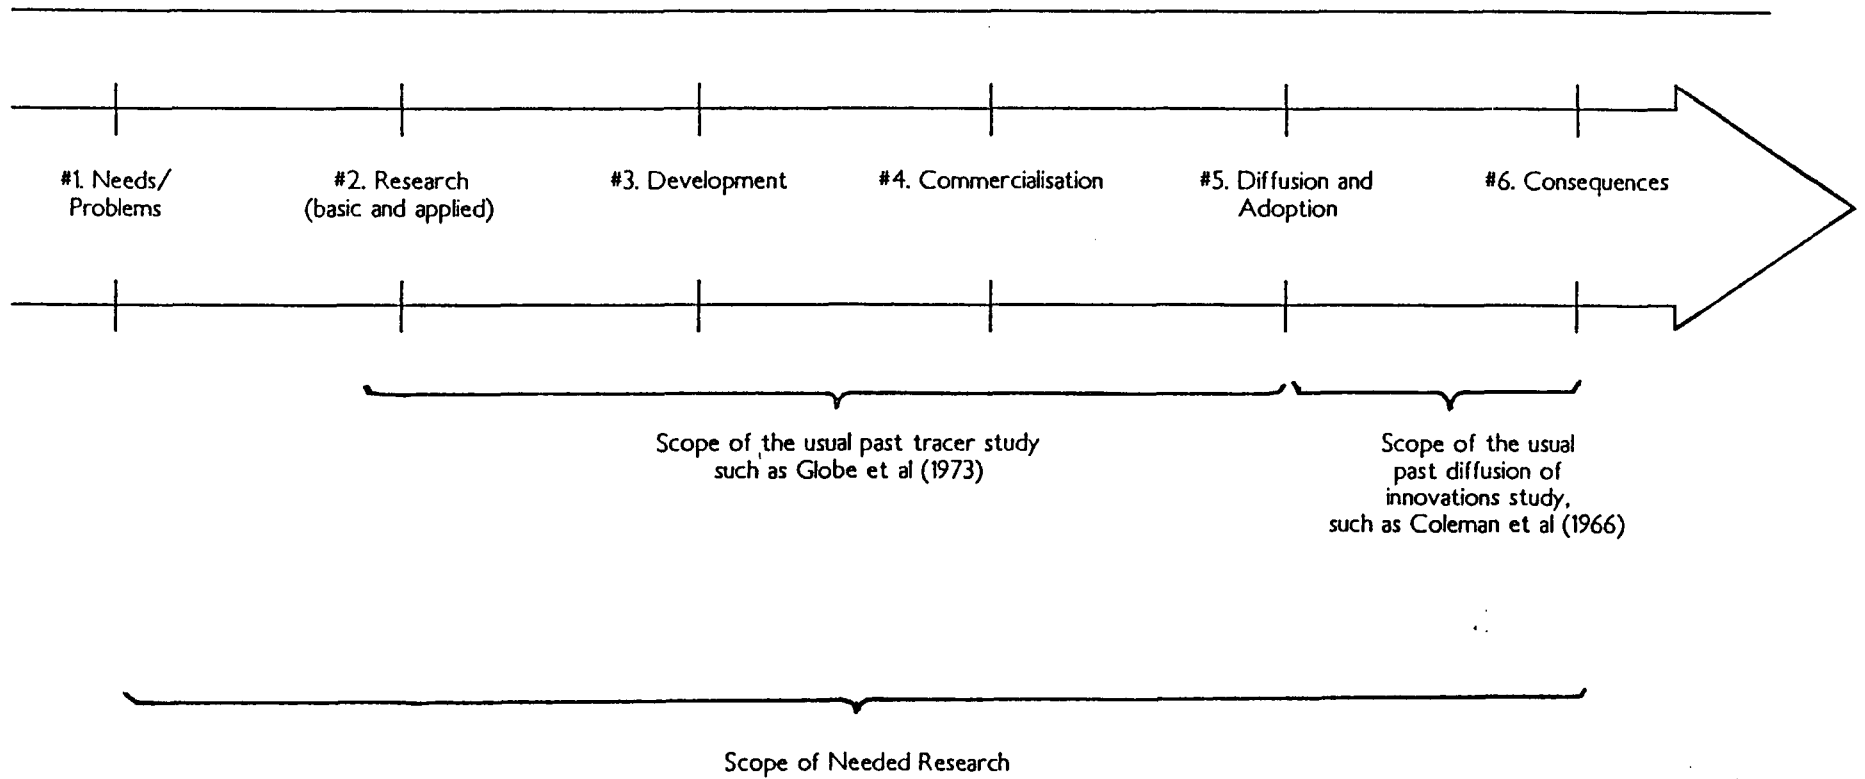 #1. Needs/
Problems
#2. Research
(basic and applied)
#3. Development
#4. Commercialisation
#5. Diffusion and
Adoption
#6. Consequences
Scope of the usual past tracer study
such as Globe et al (1973)
Scope of the usual
past diffusion of
innovations study,
such as Coleman et al (1966)
Scope of Needed Research